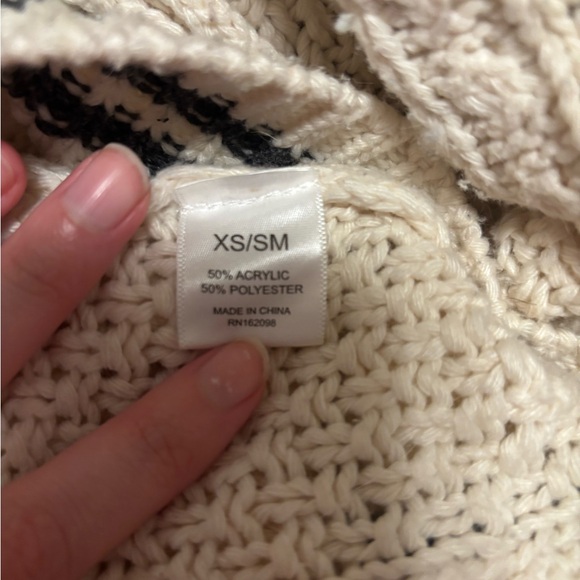 XS/SM
50% ACRYLIC
50% POLYESTER
MADE IN CHINA
RN162098